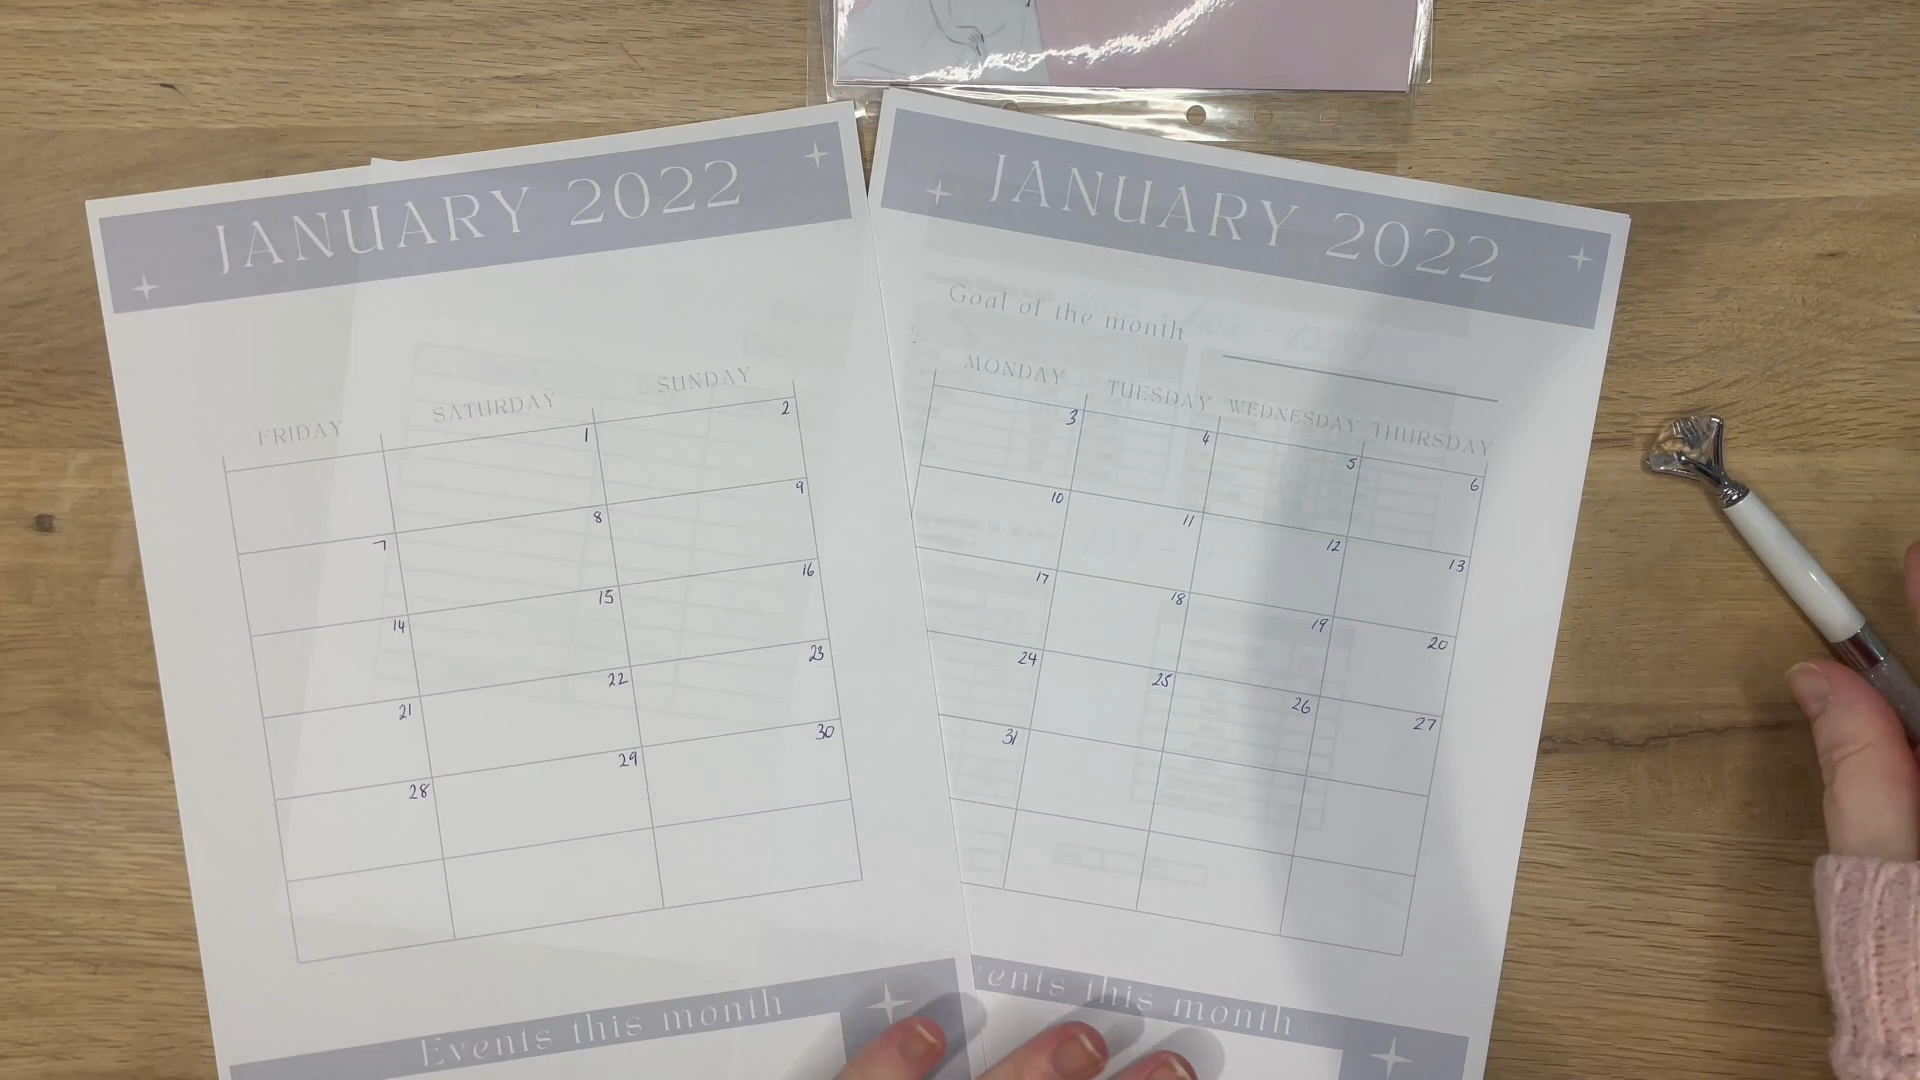 JANUARY 2022
FRIDAY SATURDAY SUNDAY
1 2
7 8 9
14 15 16
21 22 23
28 29 30
Events this month
JANUARY 2022
Goal of the month
MONDAY TUESDAY WEDNESDAY THURSDAY
3 4 5 6
10 11 12 13
17 18 19 20
24 25 26 27
31
ents this month